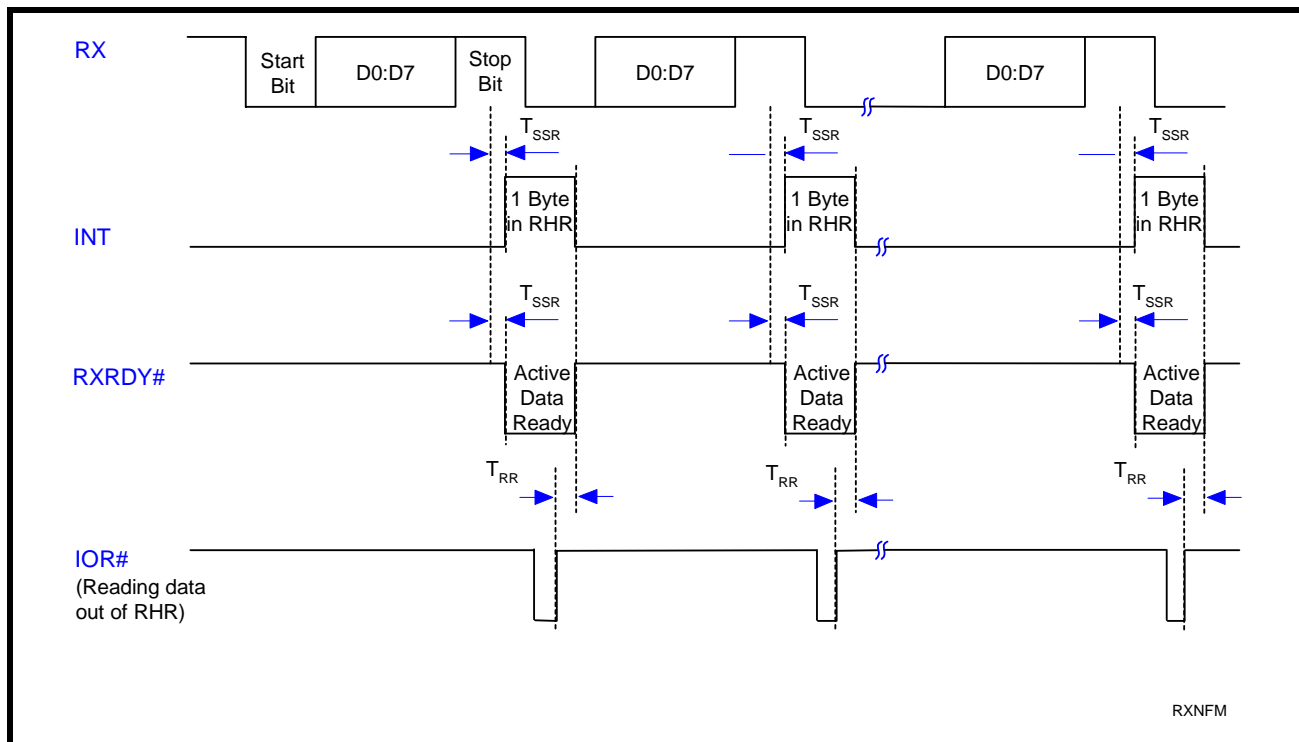 RX
Start
Bit
D0:D7
Stop
Bit
D0:D7
D0:D7
TSSR
TSSR
TSSR
INT
1 Byte
in RHR
1 Byte
in RHR
1 Byte
in RHR
TSSR
TSSR
TSSR
RXRDY#
Active
Data
Ready
Active
Data
Ready
Active
Data
Ready
TRR
TRR
TRR
IOR#
(Reading data
out of RHR)
RXNFM